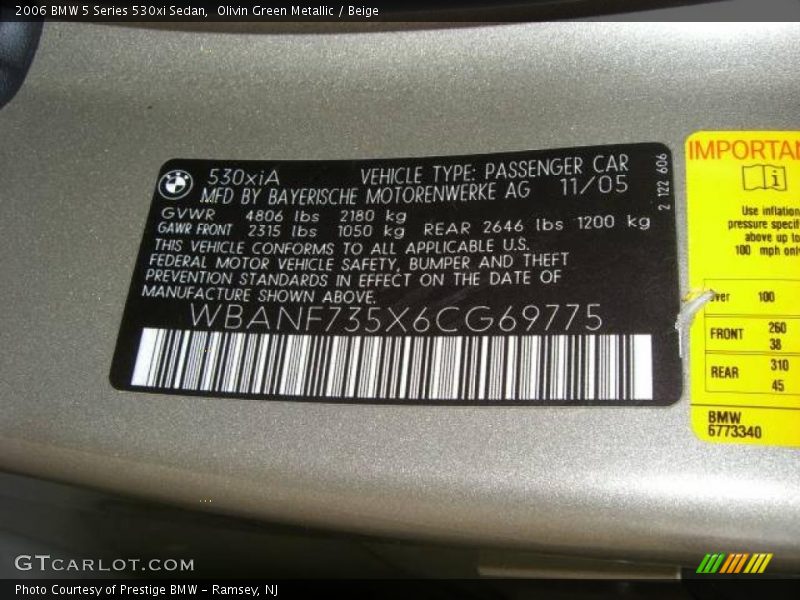 2006 BMW 5 Series 530xi Sedan,  Olivin Green Metallic / Beige
530xiA VEHICLE TYPE: PASSENGER CAR
MFD BY BAYERISCHE MOTORENWERKE AG 11/05
GVWR 4806 lbs 2180 kg
GAWR FRONT 2315 lbs 1050 kg REAR 2646 lbs 1200 kg
THIS VEHICLE CONFORMS TO ALL APPLICABLE U.S.
FEDERAL MOTOR VEHICLE SAFETY, BUMPER AND THEFT
PREVENTION STANDARDS IN EFFECT ON THE DATE OF
MANUFACTURE SHOWN ABOVE.
WBANF735X6CG69775
2 122 606
IMPORTAN
i
Use inflation
pressure specif
above up to
100 mph only
over 100
FRONT 260
38
REAR 310
45
BMW
6773340
GTCARLOT.COM
Photo Courtesy of Prestige BMW - Ramsey, NJ